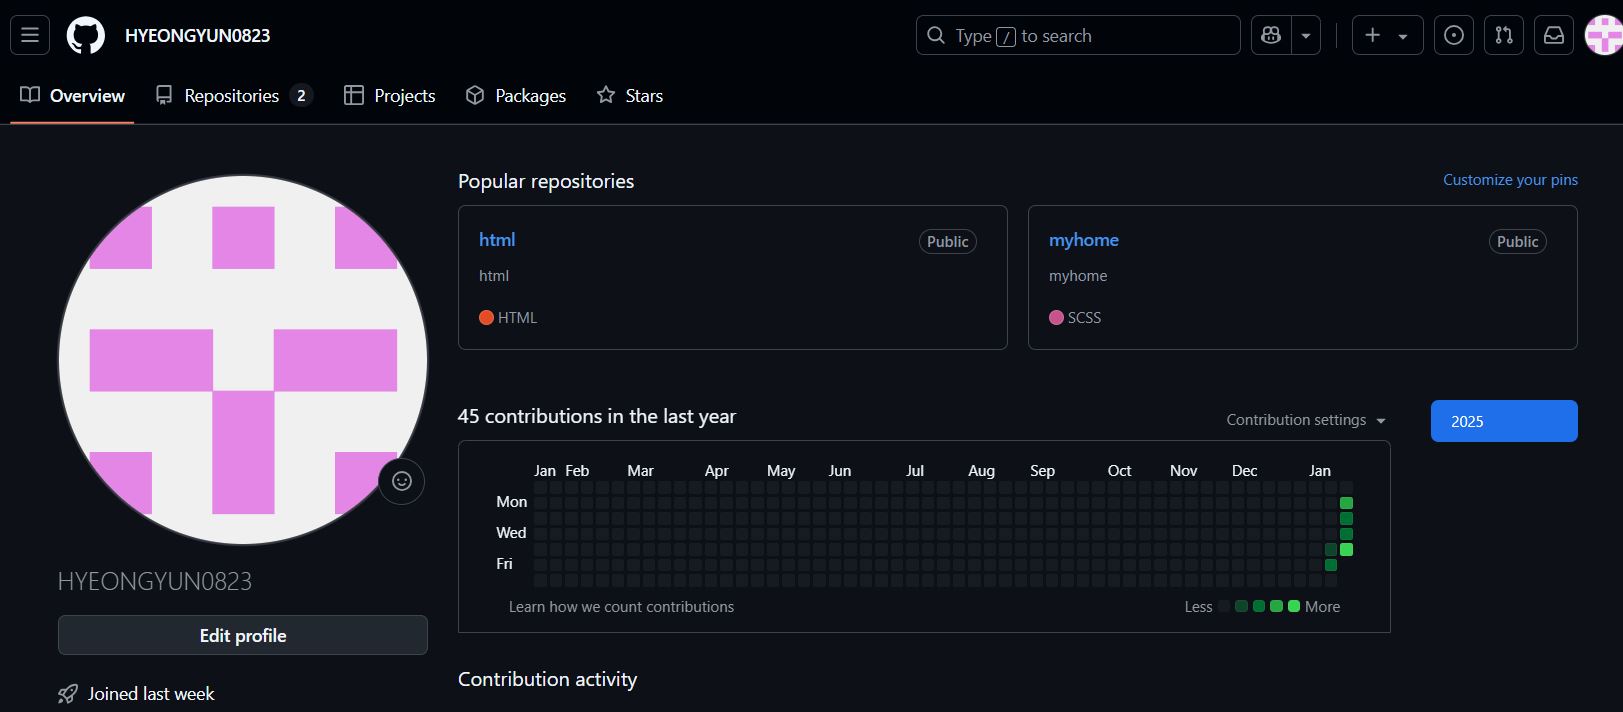 HYEONGYUN0823
Type / to search
Overview Repositories 2 Projects Packages Stars
Popular repositories
Customize your pins
html Public
html
HTML
myhome Public
myhome
SCSS
45 contributions in the last year
Contribution settings
2025
Jan Feb Mar Apr May Jun Jul Aug Sep Oct Nov Dec Jan
Mon
Wed
Fri
Learn how we count contributions
Less More
HYEONGYUN0823
Edit profile
Joined last week
Contribution activity